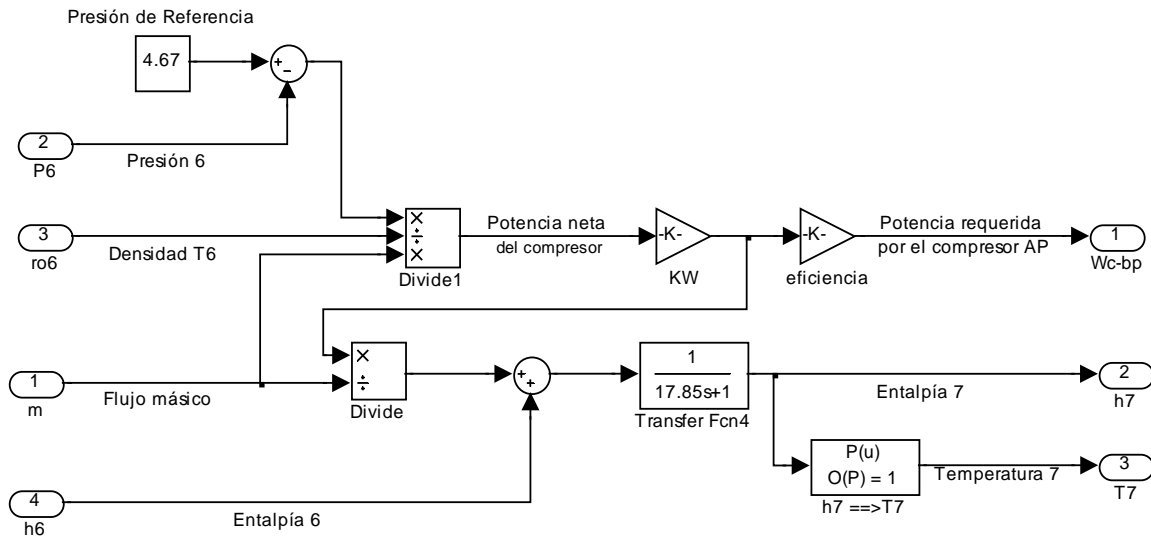 Presión de Referencia
4.67
+
−
2
P6
Presión 6
3
ro6
Densidad T6
×
÷
×
Divide1
Potencia neta
del compresor
-K-
KW
-K-
eficiencia
Potencia requerida
por el compresor AP
1
Wc-bp
1
m
Flujo másico
×
÷
Divide
+
+
1
17.85s+1
Transfer Fcn4
Entalpía 7
2
h7
P(u)
O(P) = 1
h7 ==>T7
Temperatura 7
3
T7
4
h6
Entalpía 6